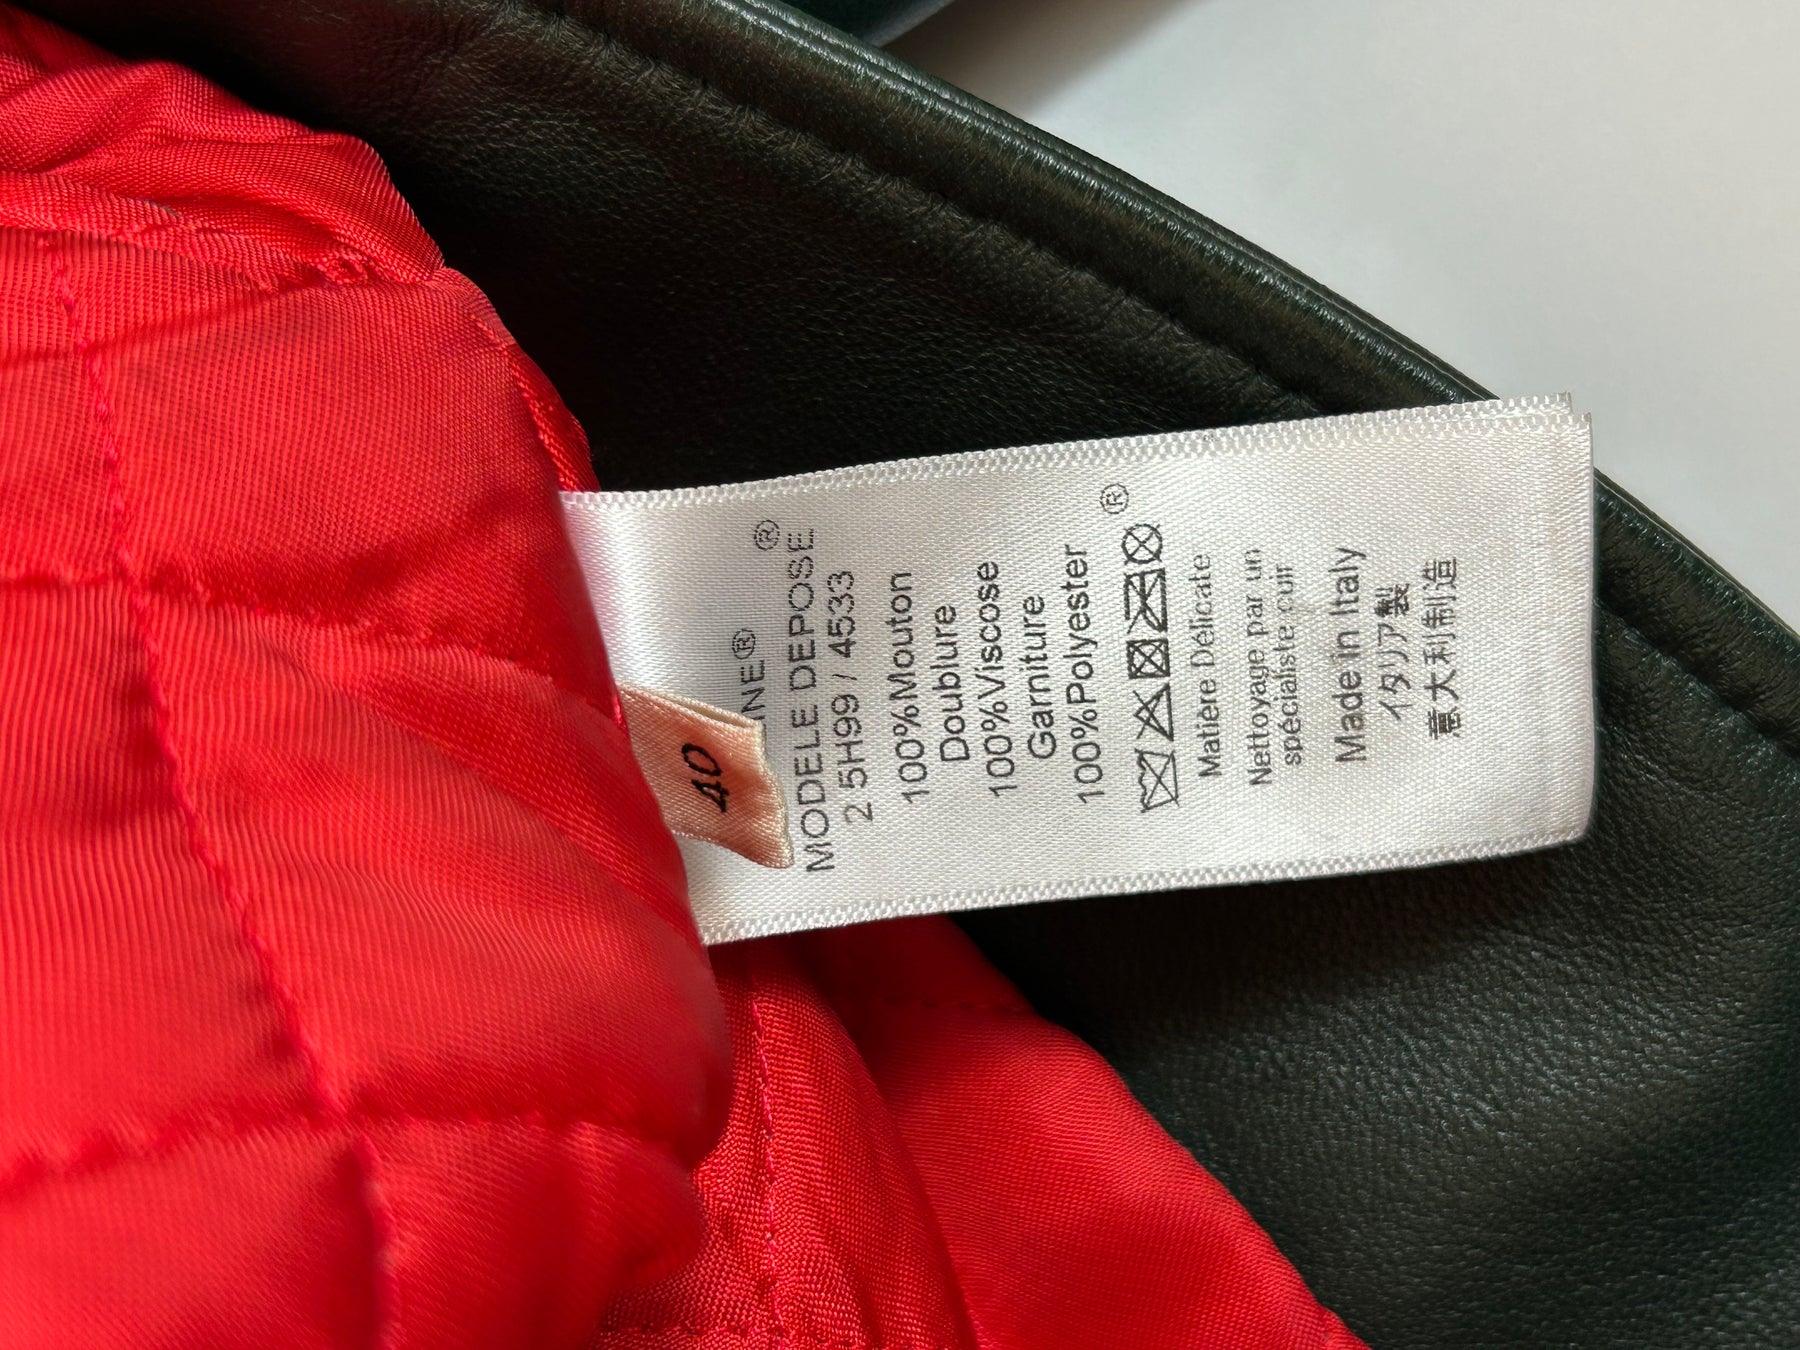 INE®
MODELE DEPOSE®
2 5H99 / 4533
100%Mouton
Doublure
100%Viscose
Garniture
100%Polyester
®
Matière Délicate
Nettoyage par un
spécialiste cuir
Made in Italy
イタリア製
意大利制造
40